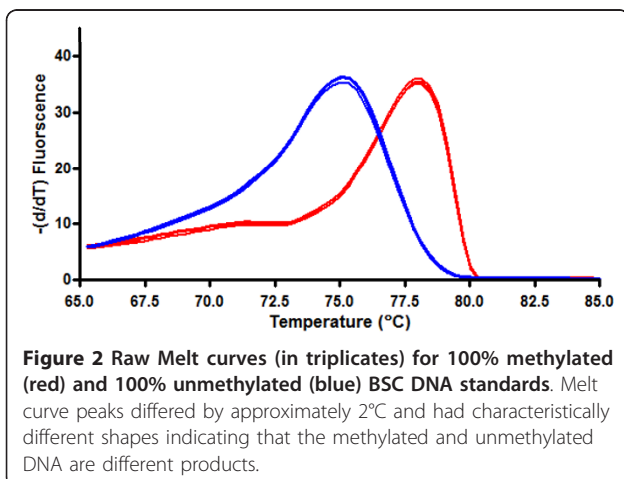 -(d/dT) Fluorescence
40
30
20
10
0
65.0 67.5 70.0 72.5 75.0 77.5 80.0 82.5 85.0
Temperature (°C)
Figure 2 Raw Melt curves (in triplicates) for 100% methylated
(red) and 100% unmethylated (blue) BSC DNA standards. Melt
curve peaks differed by approximately 2°C and had characteristically
different shapes indicating that the methylated and unmethylated
DNA are different products.